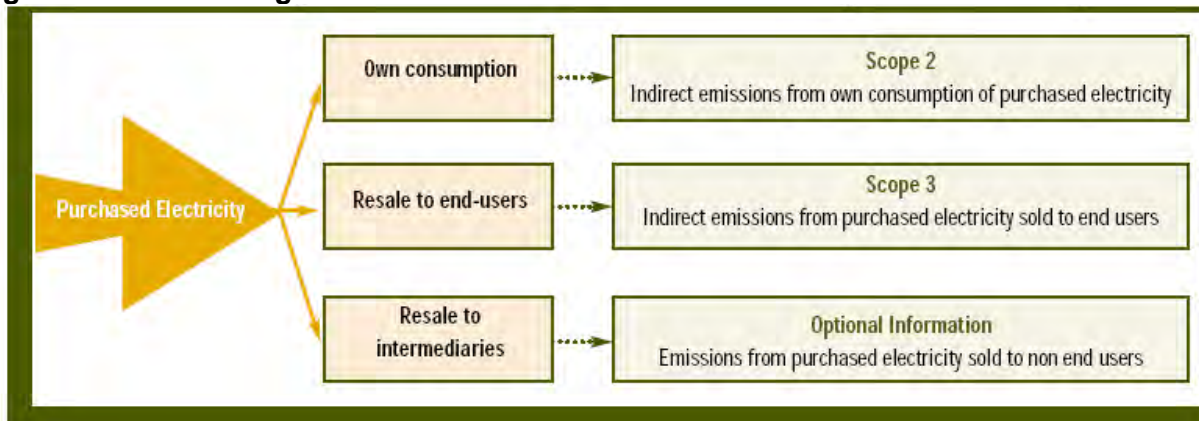 Purchased Electricity
Own consumption
Scope 2
Indirect emissions from own consumption of purchased electricity
Resale to end-users
Scope 3
Indirect emissions from purchased electricity sold to end users
Resale to
intermediaries
Optional Information
Emissions from purchased electricity sold to non end users